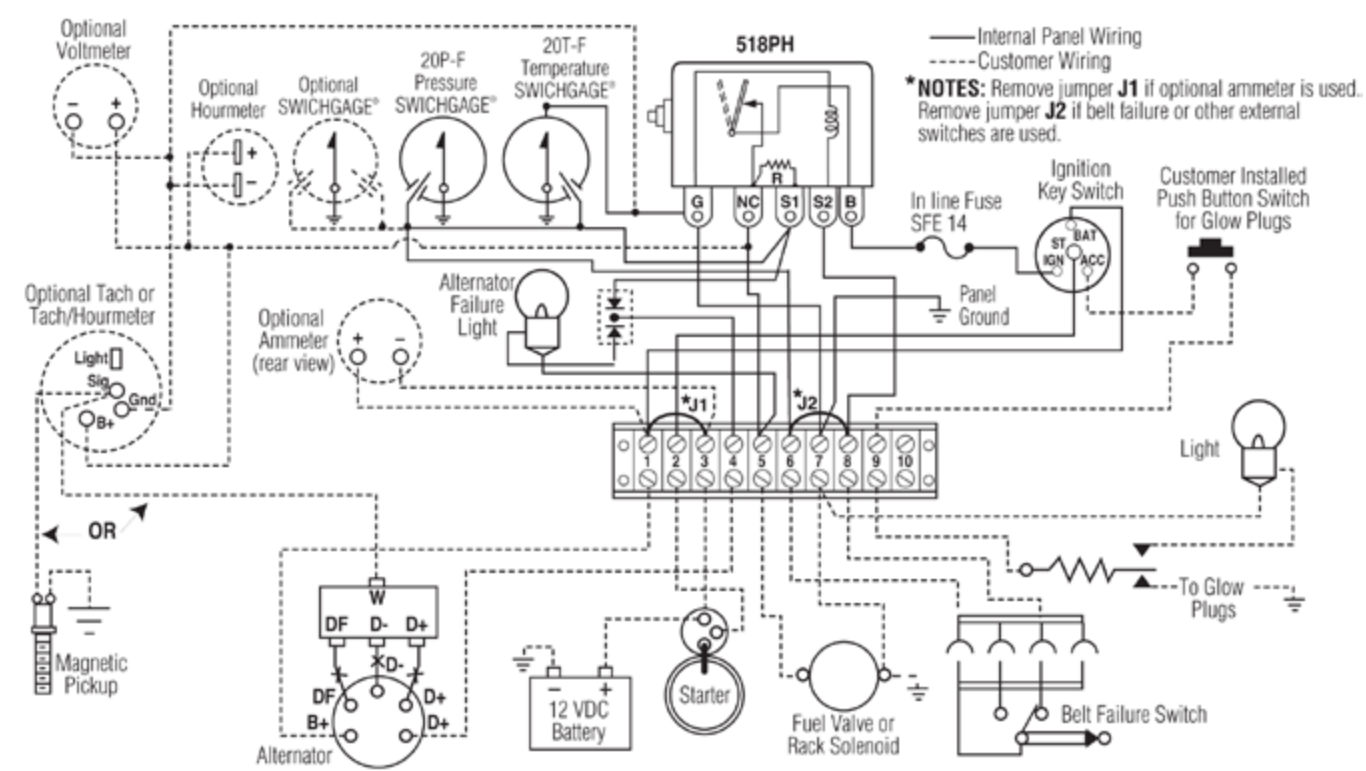 Optional
Voltmeter
- +
Optional
Hourmeter
+
-
Optional
SWICHGAGE®
20P-F
Pressure
SWICHGAGE®
20T-F
Temperature
SWICHGAGE®
518PH
R
G NC S1 S2 B
Internal Panel Wiring
Customer Wiring
*NOTES: Remove jumper J1 if optional ammeter is used..
Remove jumper J2 if belt failure or other external
switches are used.
In line Fuse
SFE 14
Ignition
Key Switch
BAT
ST
IGN
ACC
Customer Installed
Push Button Switch
for Glow Plugs
Optional Tach or
Tach/Hourmeter
Light
Sig
Gnd
B+
Optional
Ammeter
(rear view)
+ -
Alternator
Failure
Light
Panel
Ground
*J1
*J2
1 2 3 4 5 6 7 8 9 10
Light
OR
Magnetic
Pickup
W
DF D- D+
D-
DF D+
B+ D+
Alternator
- +
12 VDC
Battery
Starter
Fuel Valve or
Rack Solenoid
To Glow
Plugs
Belt Failure Switch